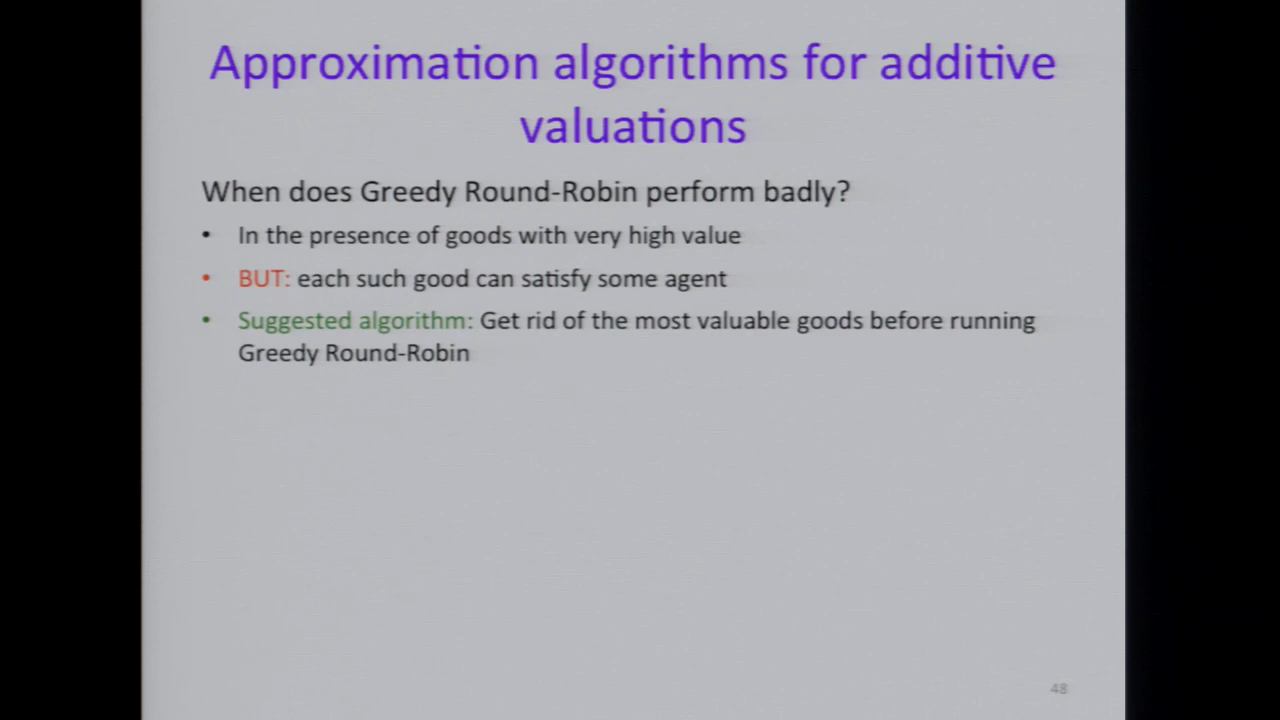 Approximation algorithms for additive
valuations
When does Greedy Round-Robin perform badly?
• In the presence of goods with very high value
• BUT: each such good can satisfy some agent
• Suggested algorithm: Get rid of the most valuable goods before running
Greedy Round-Robin
48